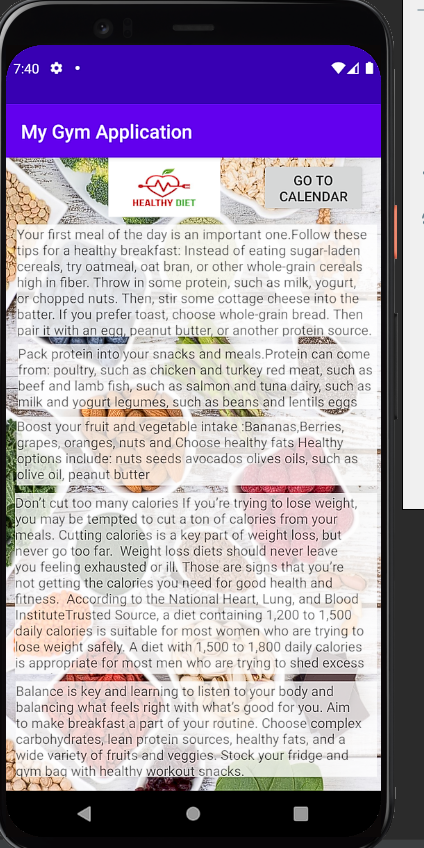 7:40
My Gym Application
HEALTHY DIET
GO TO
CALENDAR
Your first meal of the day is an important one.Follow these
tips for a healthy breakfast: Instead of eating sugar-laden
cereals, try oatmeal, oat bran, or other whole-grain cereals
high in fiber. Throw in some protein, such as milk, yogurt,
or chopped nuts. Then, stir some cottage cheese into the
batter. If you prefer toast, choose whole-grain bread. Then
pair it with an egg, peanut butter, or another protein source.
Pack protein into your snacks and meals.Protein can come
from: poultry, such as chicken and turkey red meat, such as
beef and lamb fish, such as salmon and tuna dairy, such as
milk and yogurt legumes, such as beans and lentils eggs
Boost your fruit and vegetable intake :Bananas,Berries,
grapes, oranges, nuts and Choose healthy fats Healthy
options include: nuts seeds avocados olives oils, such as
olive oil, peanut butter
Don't cut too many calories If you're trying to lose weight,
you may be tempted to cut a ton of calories from your
meals. Cutting calories is a key part of weight loss, but
never go too far.  Weight loss diets should never leave
you feeling exhausted or ill. Those are signs that you're
not getting the calories you need for good health and
fitness.  According to the National Heart, Lung, and Blood
InstituteTrusted Source, a diet containing 1,200 to 1,500
daily calories is suitable for most women who are trying to
lose weight safely. A diet with 1,500 to 1,800 daily calories
is appropriate for most men who are trying to shed excess
Balance is key and learning to listen to your body and
balancing what feels right with what's good for you. Aim
to make breakfast a part of your routine. Choose complex
carbohydrates, lean protein sources, healthy fats, and a
wide variety of fruits and veggies. Stock your fridge and
gym bag with healthy workout snacks.